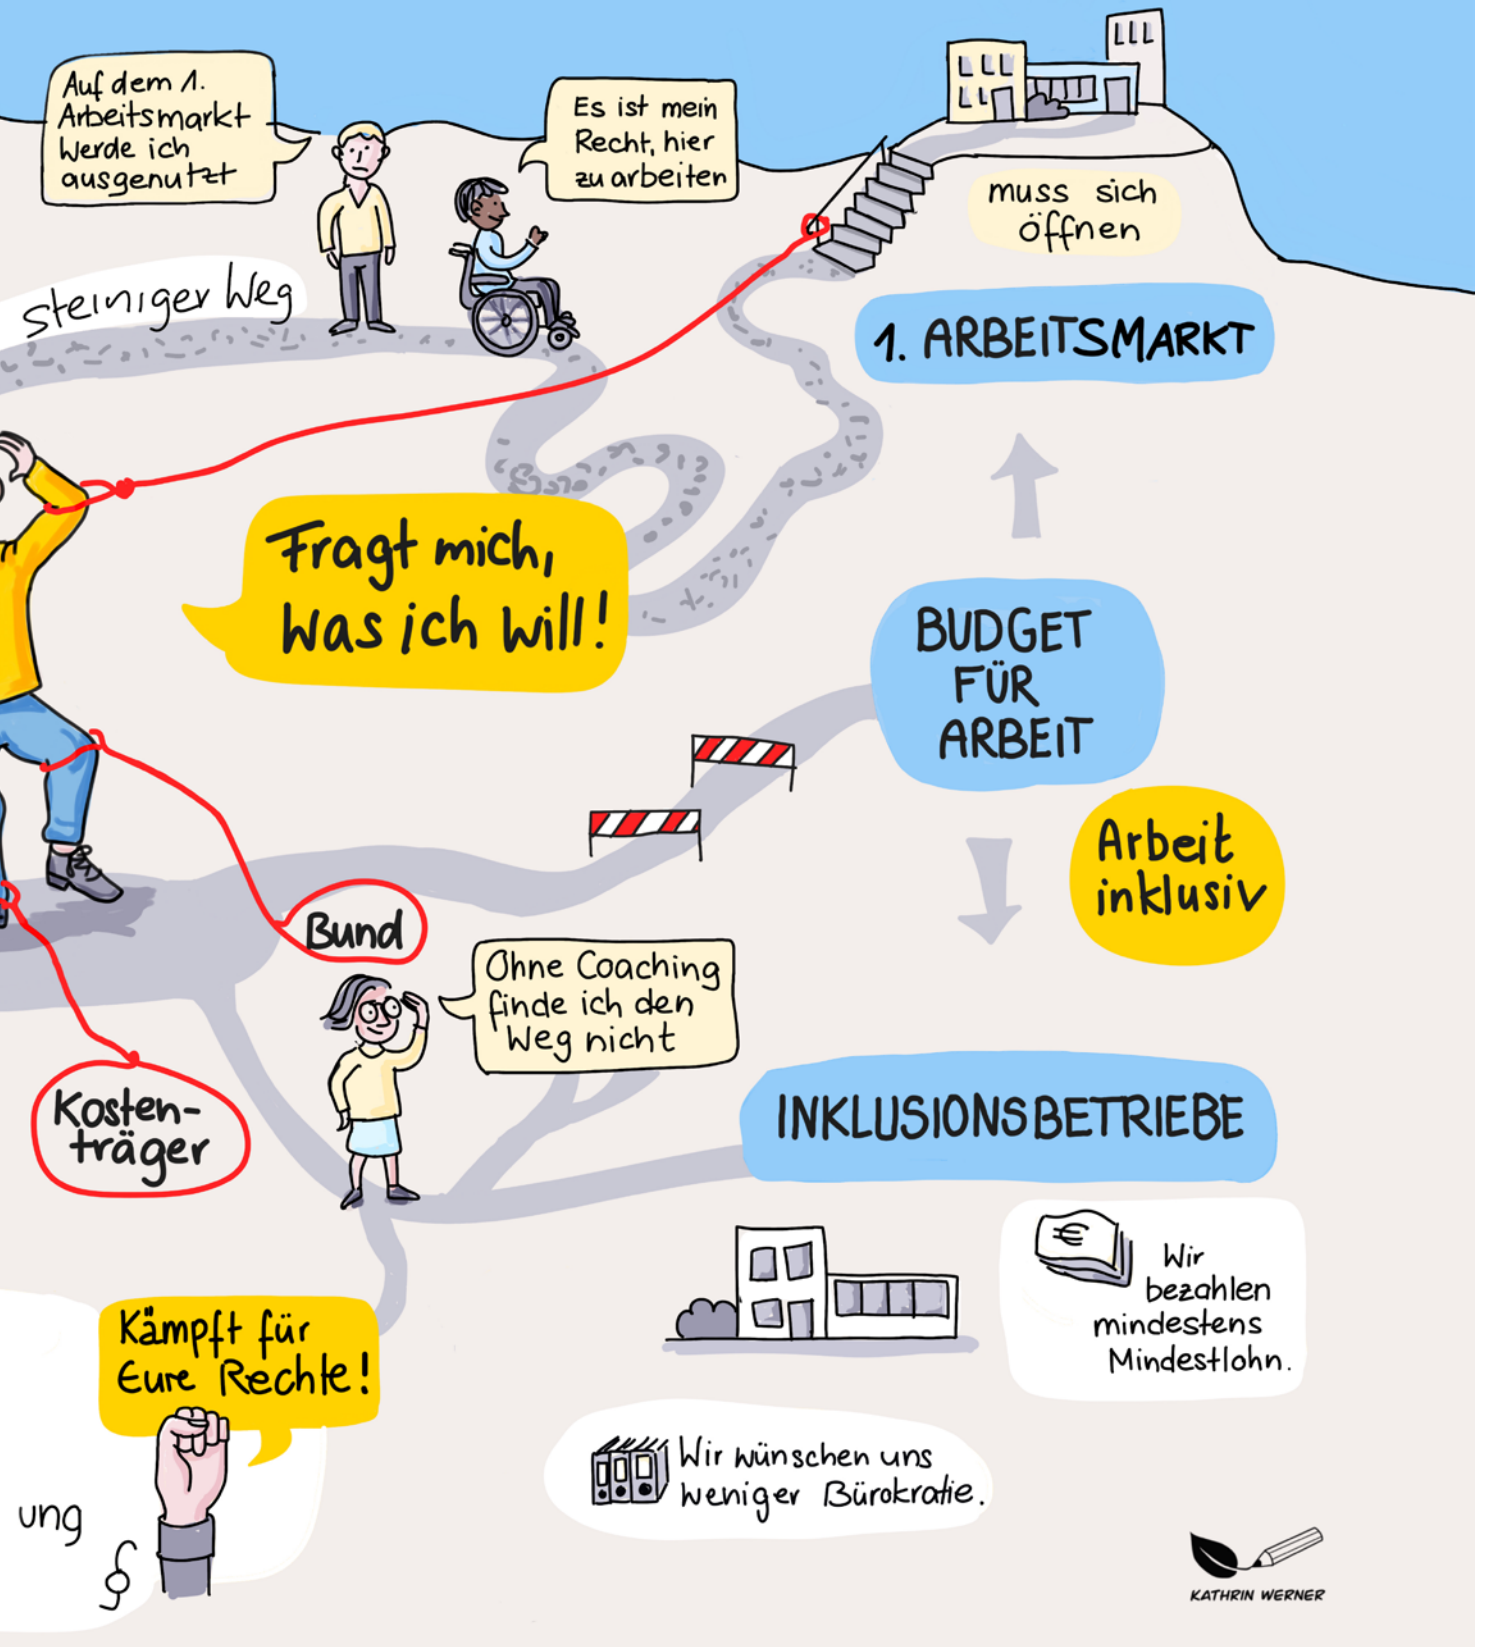 Auf dem 1.
Arbeitsmarkt
werde ich
ausgenutzt
Es ist mein
Recht, hier
zu arbeiten
muss sich
öffnen
steiniger Weg
1. ARBEITSMARKT
Fragt mich,
was ich will!
BUDGET
FÜR
ARBEIT
Arbeit
inklusiv
Bund
Ohne Coaching
finde ich den
Weg nicht
Kosten-
träger
INKLUSIONSBETRIEBE
€
Wir
bezahlen
mindestens
Mindestlohn.
Kämpft für
Eure Rechte!
Wir wünschen uns
weniger Bürokratie.
ung
§
KATHRIN WERNER